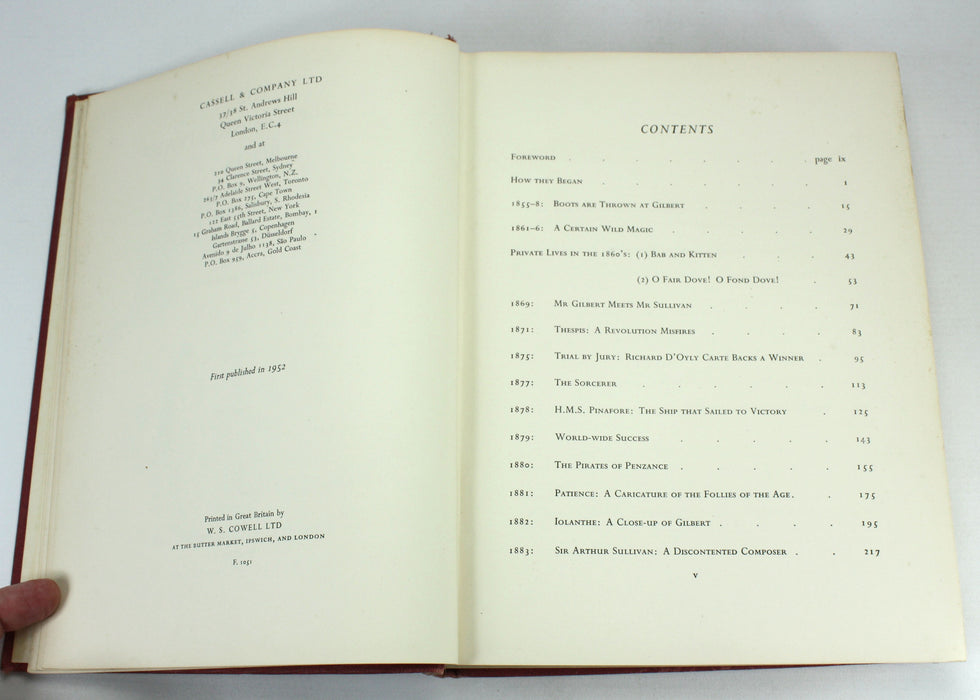 CASSELL & COMPANY LTD
37/38 St. Andrews Hill
Queen Victoria Street
London, E.C.4
and at
210 Queen Street, Melbourne
34 Clarence Street, Sydney
P.O. Box 9, Wellington, N.Z.
263/7 Adelaide Street West, Toronto
P.O. Box 275, Cape Town
P.O. Box 1386, Salisbury, S. Rhodesia
122 East 55th Street, New York
15 Graham Road, Ballard Estate, Bombay, 1
Islands Brygge 5, Copenhagen
Gartenstrasse 53, Düsseldorf
Avenida 9 de Julho 1138, São Paulo
P.O. Box 959, Accra, Gold Coast
First published in 1952
Printed in Great Britain by
W. S. COWELL LTD
AT THE BUTTER MARKET, IPSWICH, AND LONDON
F. 1051
CONTENTS
FOREWORD . . . . . . . page ix
HOW THEY BEGAN . . . . . . 1
1855–8: BOOTS ARE THROWN AT GILBERT . . . . 15
1861–6: A CERTAIN WILD MAGIC . . . . . 29
PRIVATE LIVES IN THE 1860'S: (1) BAB AND KITTEN . . . 43
(2) O FAIR DOVE! O FOND DOVE! . 53
1869: MR GILBERT MEETS MR SULLIVAN . . . . 71
1871: THESPIS: A REVOLUTION MISFIRES . . . . 83
1875: TRIAL BY JURY: RICHARD D'OYLY CARTE BACKS A WINNER . 95
1877: THE SORCERER . . . . . . 113
1878: H.M.S. PINAFORE: THE SHIP THAT SAILED TO VICTORY . 125
1879: WORLD-WIDE SUCCESS . . . . . 143
1880: THE PIRATES OF PENZANCE . . . . . 155
1881: PATIENCE: A CARICATURE OF THE FOLLIES OF THE AGE . . 175
1882: IOLANTHE: A CLOSE-UP OF GILBERT . . . . 195
1883: SIR ARTHUR SULLIVAN: A DISCONTENTED COMPOSER . . 217
v